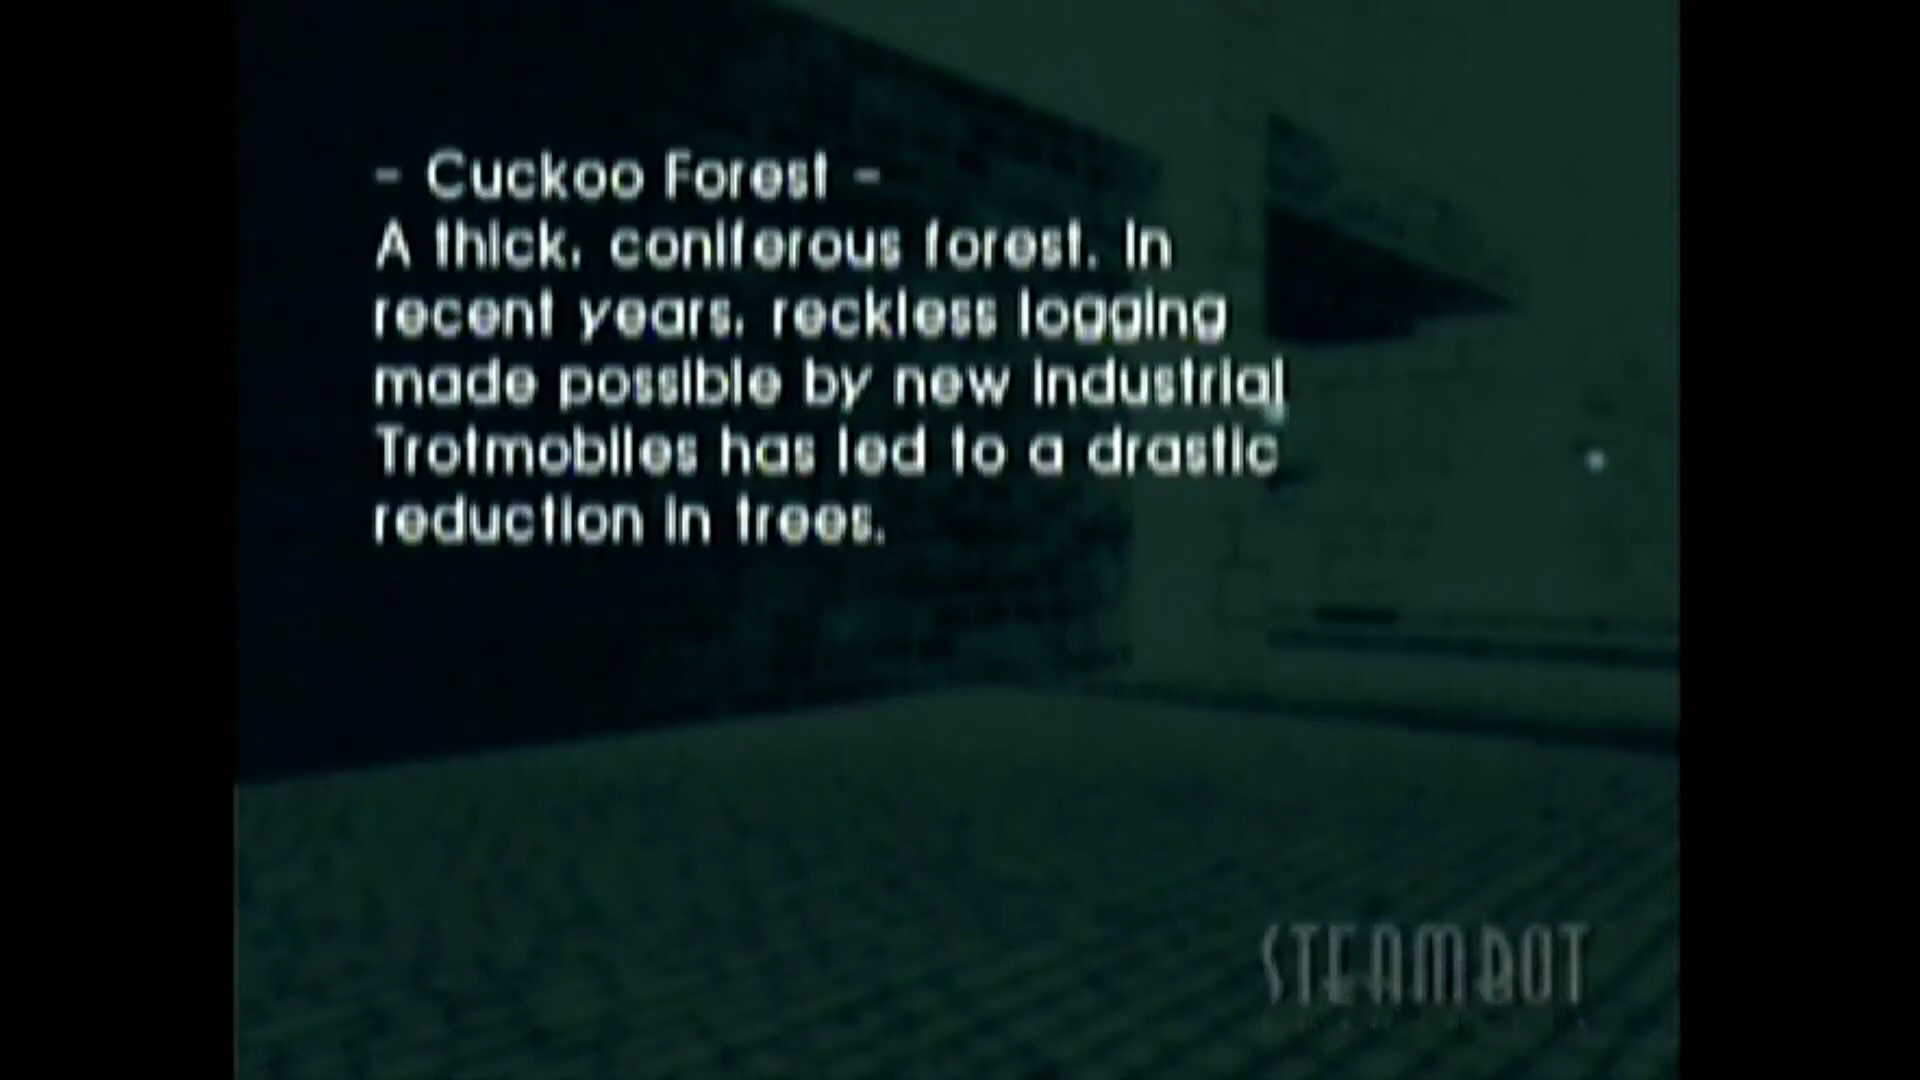 - Cuckoo Forest -
A thick, coniferous forest. In
recent years, reckless logging
made possible by new industrial
Trotmobiles has led to a drastic
reduction in trees.
STEAMBOT